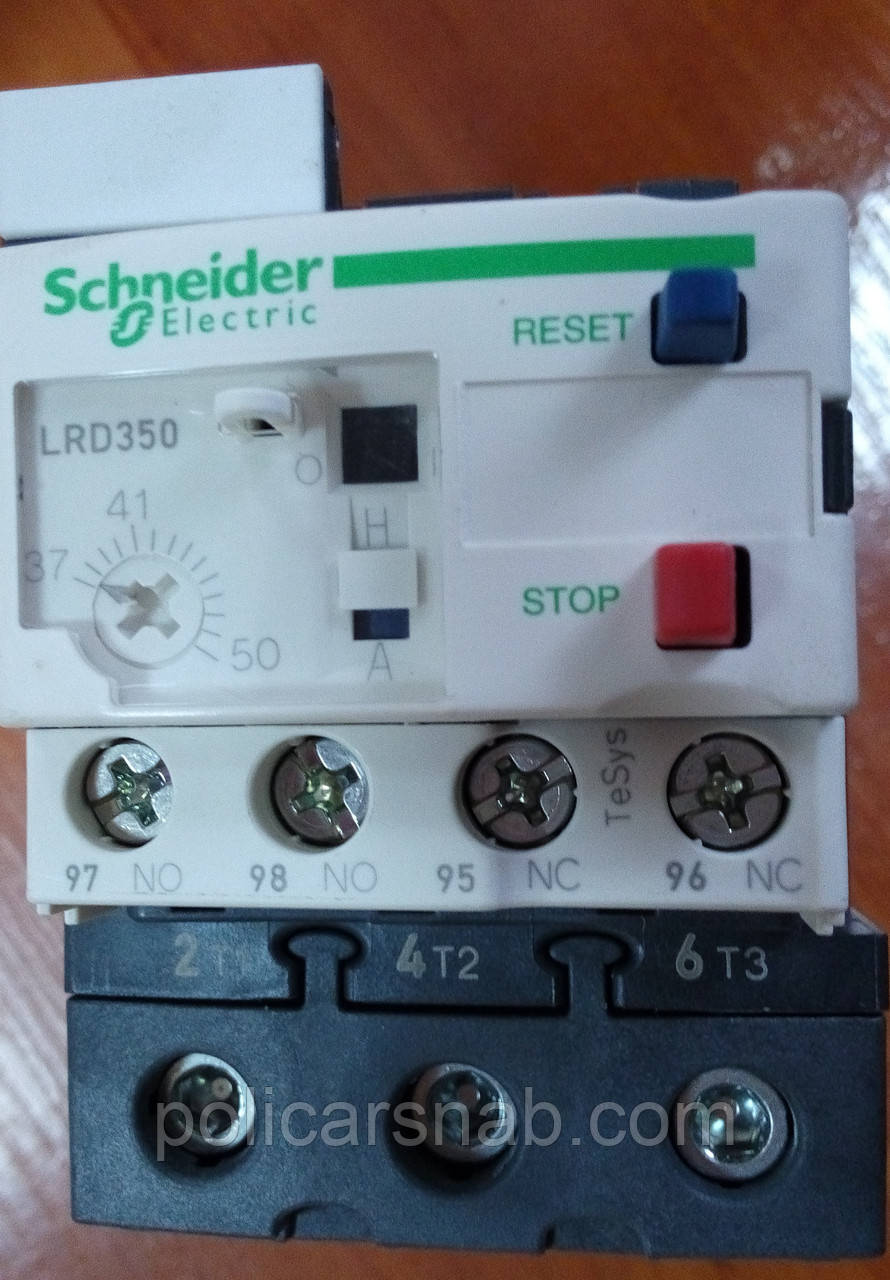 Schneider
Electric
RESET
LRD350
O I
41
H
37
STOP
50
A
TeSys
97 NO 98 NO 95 NC 96 NC
2 T1 4 T2 6 T3
policarsnab.com